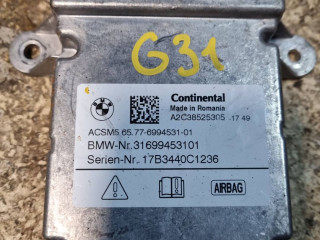 G31
BMW
Continental
Made in Romania
A2C38525305 17 49
ACSM5 65.77-6994531-01
BMW-Nr.31699453101
Serien-Nr. 17B3440C1236
AIRBAG